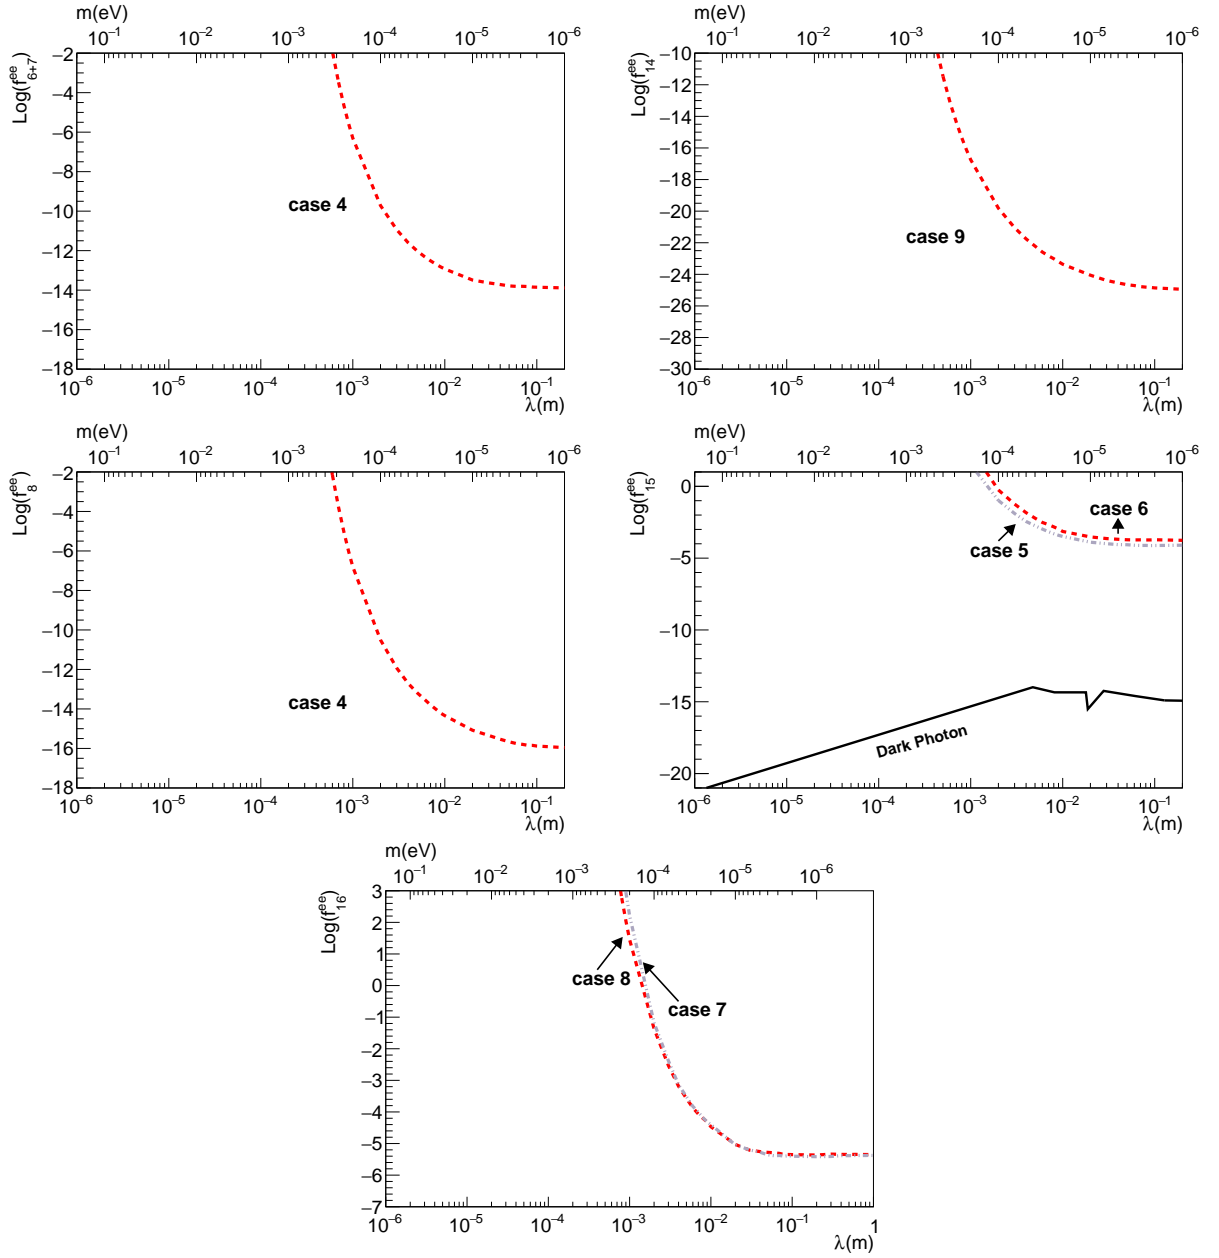 m(eV)
10⁻¹ 10⁻² 10⁻³ 10⁻⁴ 10⁻⁵ 10⁻⁶
Log(f₆₊₇ᵉᵉ)
−2
−4
−6
−8
−10
−12
−14
−16
−18
case 4
10⁻⁶ 10⁻⁵ 10⁻⁴ 10⁻³ 10⁻² 10⁻¹
λ(m)
m(eV)
10⁻¹ 10⁻² 10⁻³ 10⁻⁴ 10⁻⁵ 10⁻⁶
Log(f₁₄ᵉᵉ)
−10
−12
−14
−16
−18
−20
−22
−24
−26
−28
−30
case 9
10⁻⁶ 10⁻⁵ 10⁻⁴ 10⁻³ 10⁻² 10⁻¹
λ(m)
m(eV)
10⁻¹ 10⁻² 10⁻³ 10⁻⁴ 10⁻⁵ 10⁻⁶
Log(f₈ᵉᵉ)
−2
−4
−6
−8
−10
−12
−14
−16
−18
case 4
10⁻⁶ 10⁻⁵ 10⁻⁴ 10⁻³ 10⁻² 10⁻¹
λ(m)
m(eV)
10⁻¹ 10⁻² 10⁻³ 10⁻⁴ 10⁻⁵ 10⁻⁶
Log(f₁₅ᵉᵉ)
0
−5
−10
−15
−20
case 6
case 5
Dark Photon
10⁻⁶ 10⁻⁵ 10⁻⁴ 10⁻³ 10⁻² 10⁻¹
λ(m)
m(eV)
10⁻¹ 10⁻² 10⁻³ 10⁻⁴ 10⁻⁵ 10⁻⁶
Log(f₁₆ᵉᵉ)
3
2
1
0
−1
−2
−3
−4
−5
−6
−7
case 8
case 7
10⁻⁶ 10⁻⁵ 10⁻⁴ 10⁻³ 10⁻² 10⁻¹ 1
λ(m)